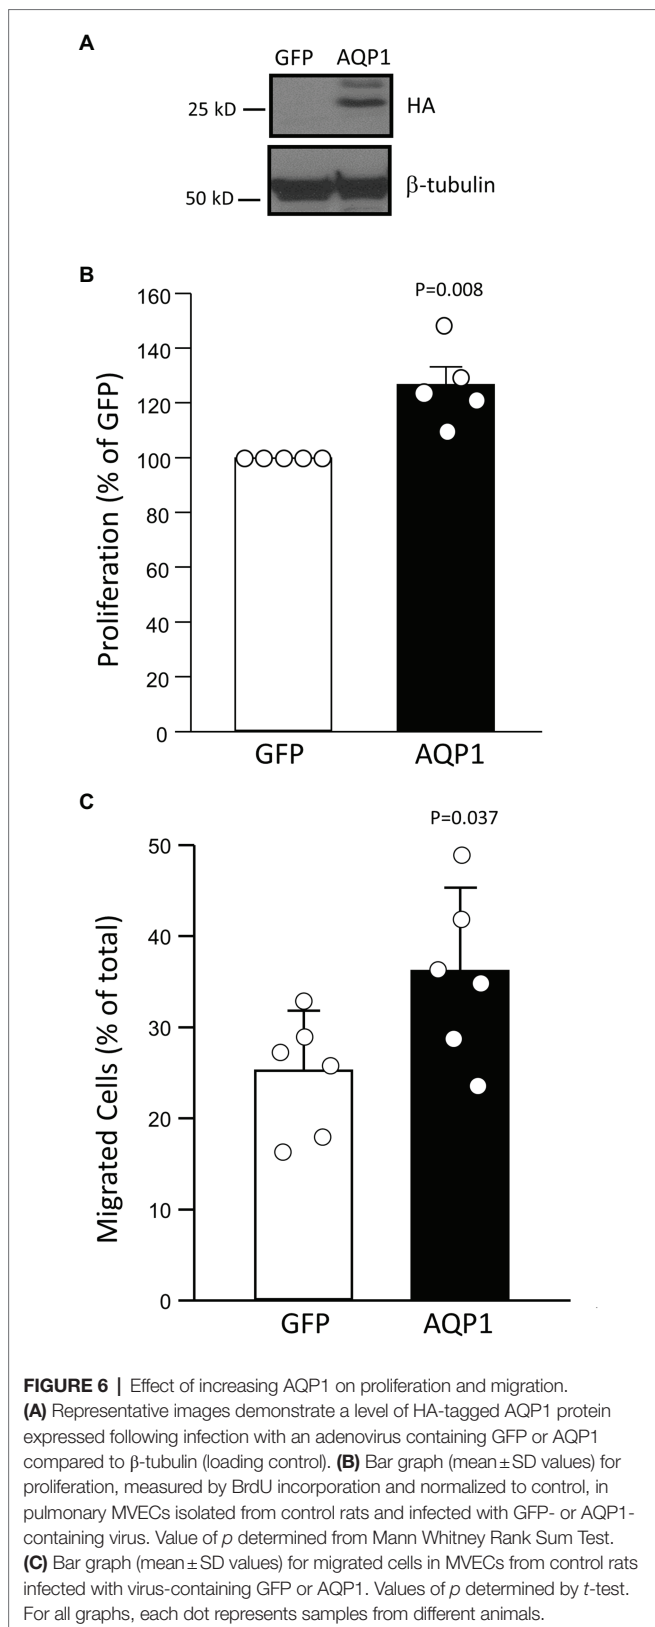 A
GFP AQP1
25 kD
HA
50 kD
β-tubulin
B
P=0.008
160
140
120
100
80
60
40
20
0
Proliferation (% of GFP)
GFP AQP1
C
P=0.037
50
40
30
20
10
0
Migrated Cells (% of total)
GFP AQP1
FIGURE 6 | Effect of increasing AQP1 on proliferation and migration.
(A) Representative images demonstrate a level of HA-tagged AQP1 protein
expressed following infection with an adenovirus containing GFP or AQP1
compared to β-tubulin (loading control). (B) Bar graph (mean±SD values) for
proliferation, measured by BrdU incorporation and normalized to control, in
pulmonary MVECs isolated from control rats and infected with GFP- or AQP1-
containing virus. Value of p determined from Mann Whitney Rank Sum Test.
(C) Bar graph (mean±SD values) for migrated cells in MVECs from control rats
infected with virus-containing GFP or AQP1. Values of p determined by t-test.
For all graphs, each dot represents samples from different animals.